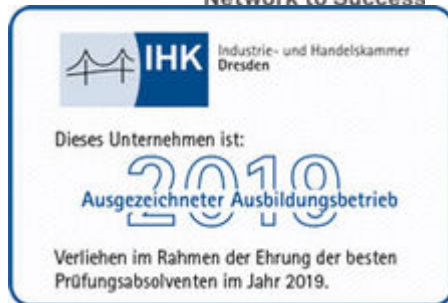 Network to Success
IHK
Industrie- und Handelskammer
Dresden
Dieses Unternehmen ist:
2019
Ausgezeichneter Ausbildungsbetrieb
Verliehen im Rahmen der Ehrung der besten
Prüfungsabsolventen im Jahr 2019.